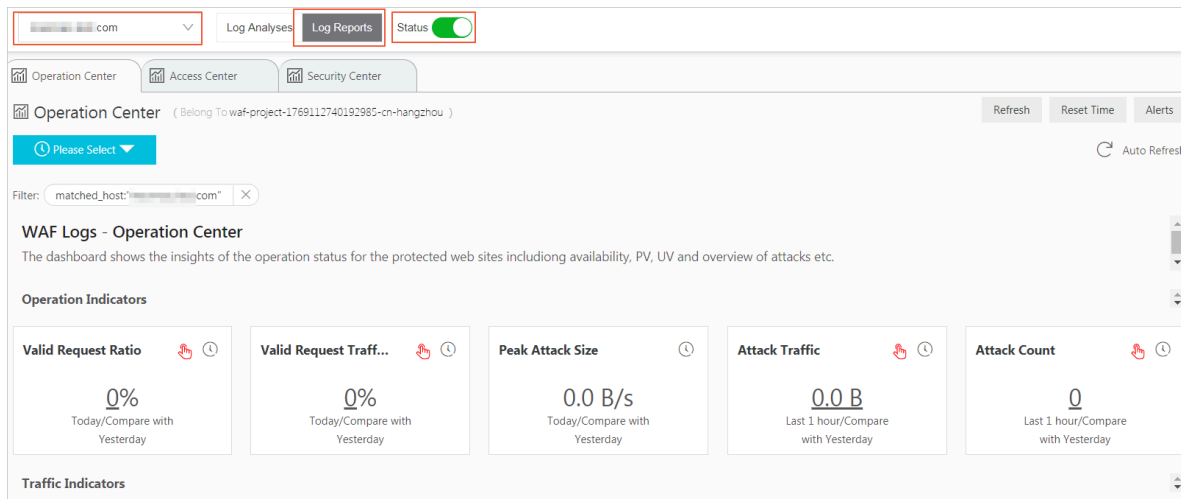 com Log Analyses Log Reports Status
Operation Center Access Center Security Center
Operation Center ( Belong To waf-project-1769112740192985-cn-hangzhou ) Refresh Reset Time Alerts
Please Select Auto Refresh
Filter: matched_host:" com"
WAF Logs - Operation Center
The dashboard shows the insights of the operation status for the protected web sites includiong availability, PV, UV and overview of attacks etc.
Operation Indicators
Valid Request Ratio Valid Request Traff... Peak Attack Size Attack Traffic Attack Count
0% 0% 0.0 B/s 0.0 B 0
Today/Compare with Today/Compare with Today/Compare with Last 1 hour/Compare Last 1 hour/Compare
Yesterday Yesterday Yesterday with Yesterday with Yesterday
Traffic Indicators